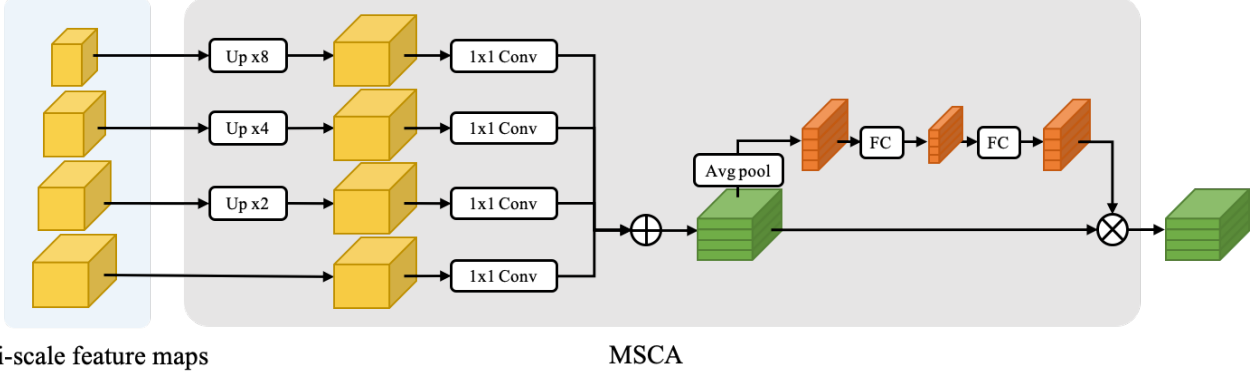 Up x8
1x1 Conv
Up x4
1x1 Conv
Avg pool
FC
FC
Up x2
1x1 Conv
1x1 Conv
i-scale feature maps
MSCA